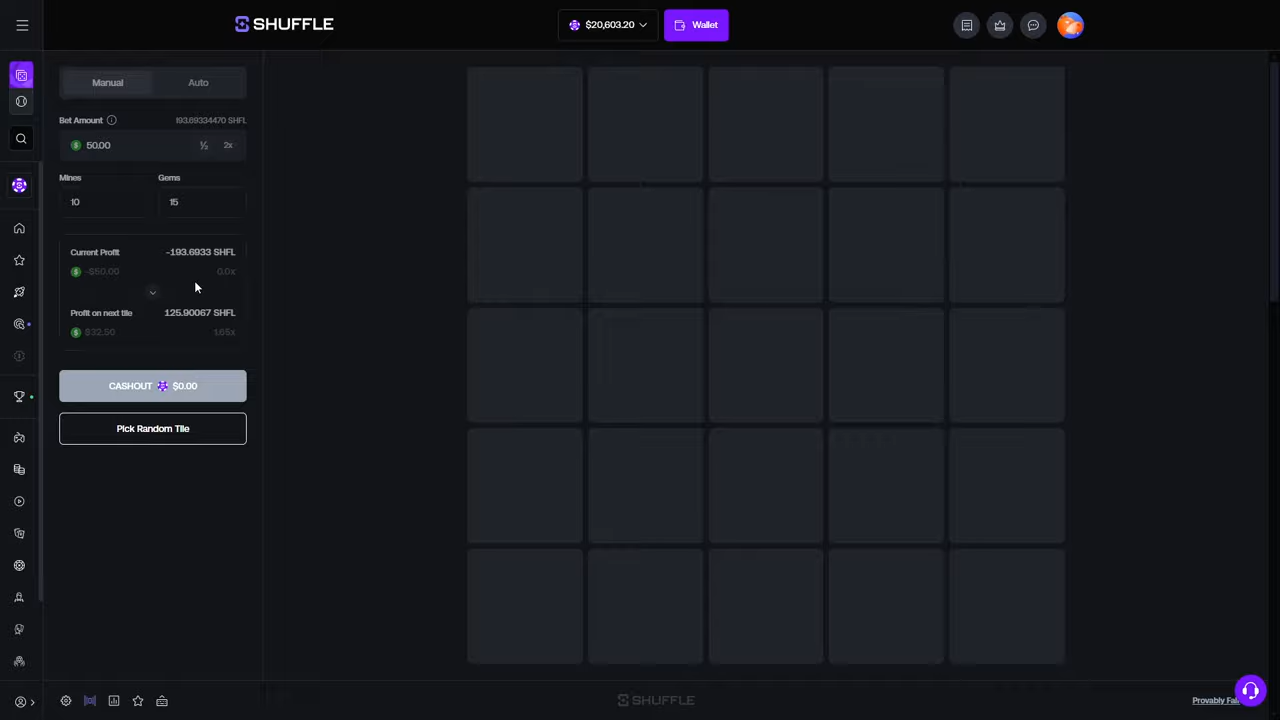 SHUFFLE
$20,603.20
Wallet
Manual
Auto
Bet Amount
193.69334470 SHFL
50.00
½
2x
Mines
Gems
10
15
Current Profit
-193.6933 SHFL
-$50.00
0.0x
Profit on next tile
125.90067 SHFL
$32.50
1.65x
CASHOUT $0.00
Pick Random Tile
SHUFFLE
Provably